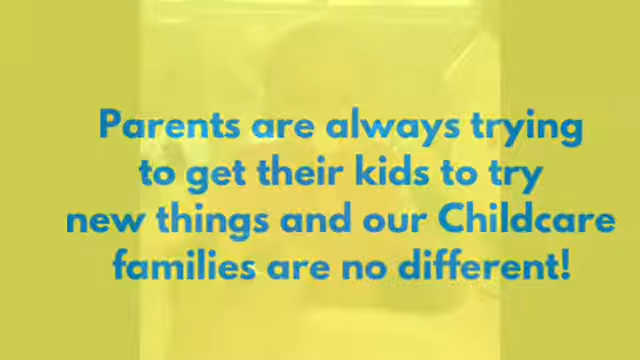 Parents are always trying
to get their kids to try
new things and our Childcare
families are no different!